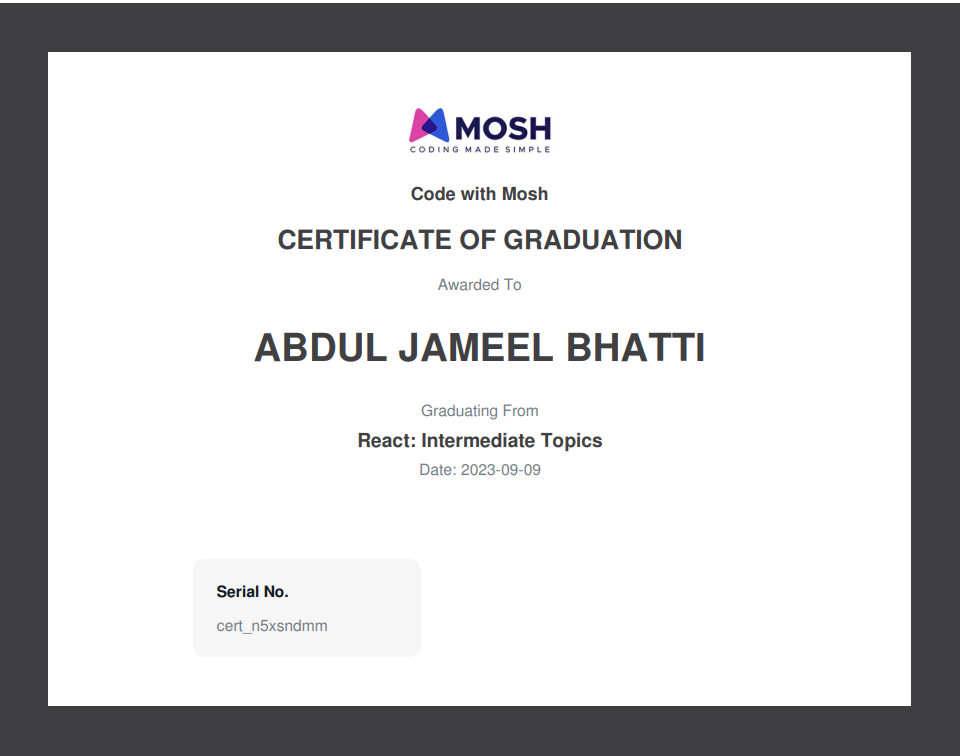 MOSH
CODING MADE SIMPLE
Code with Mosh
CERTIFICATE OF GRADUATION
Awarded To
ABDUL JAMEEL BHATTI
Graduating From
React: Intermediate Topics
Date: 2023-09-09
Serial No.
cert_n5xsndmm